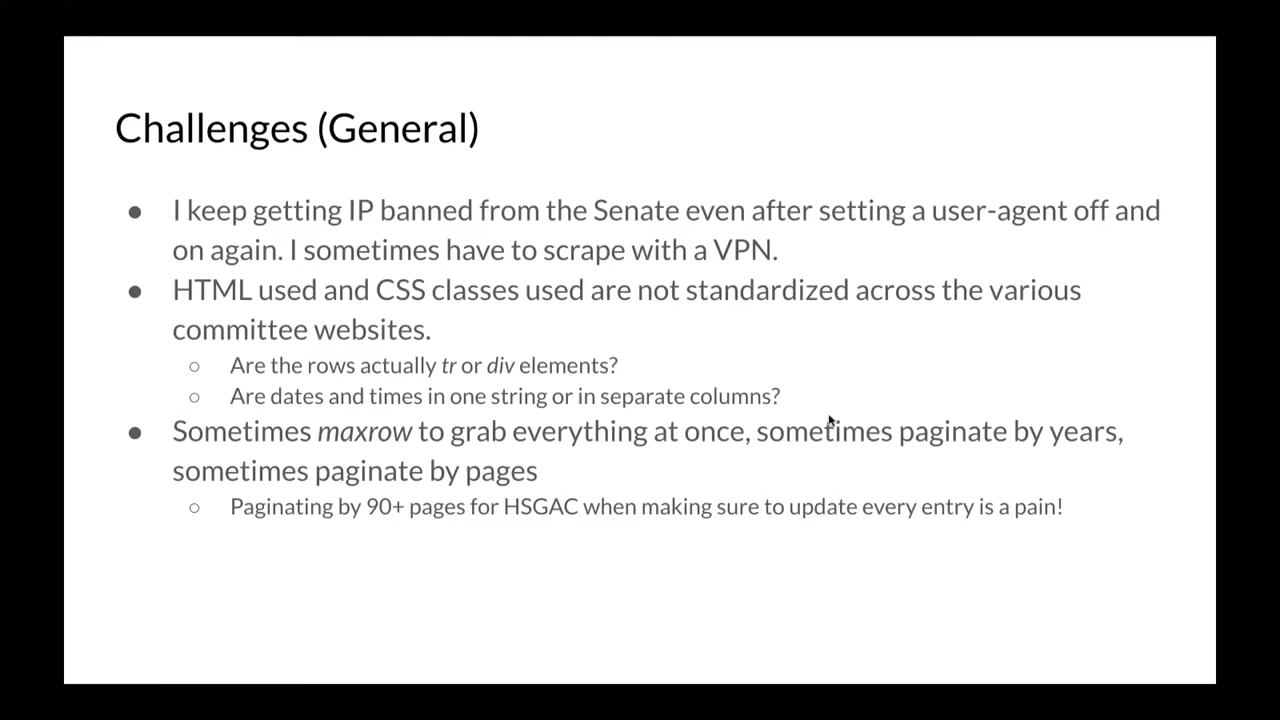 Challenges (General)
● I keep getting IP banned from the Senate even after setting a user-agent off and
on again. I sometimes have to scrape with a VPN.
● HTML used and CSS classes used are not standardized across the various
committee websites.
○ Are the rows actually tr or div elements?
○ Are dates and times in one string or in separate columns?
● Sometimes maxrow to grab everything at once, sometimes paginate by years,
sometimes paginate by pages
○ Paginating by 90+ pages for HSGAC when making sure to update every entry is a pain!